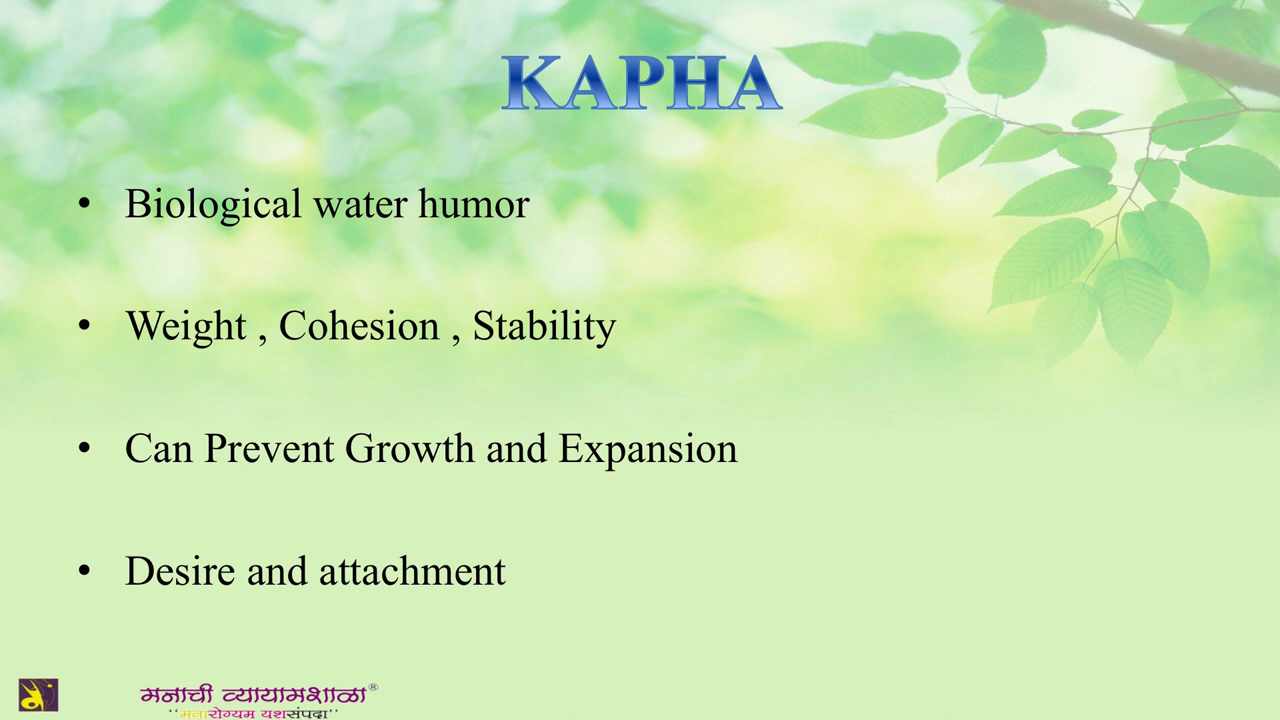 KAPHA
• Biological water humor
• Weight , Cohesion , Stability
• Can Prevent Growth and Expansion
• Desire and attachment
मनाची व्यायामशाळा®
‘‘मनारोग्यम यशसंपदा’’